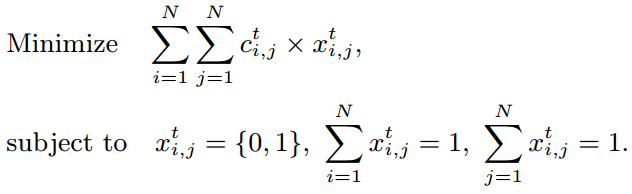 Minimize $\sum_{i=1}^{N} \sum_{j=1}^{N} c_{i,j}^{t} \times x_{i,j}^{t},$
subject to $x_{i,j}^{t} = \{0, 1\}, \sum_{i=1}^{N} x_{i,j}^{t} = 1, \sum_{j=1}^{N} x_{i,j}^{t} = 1.$